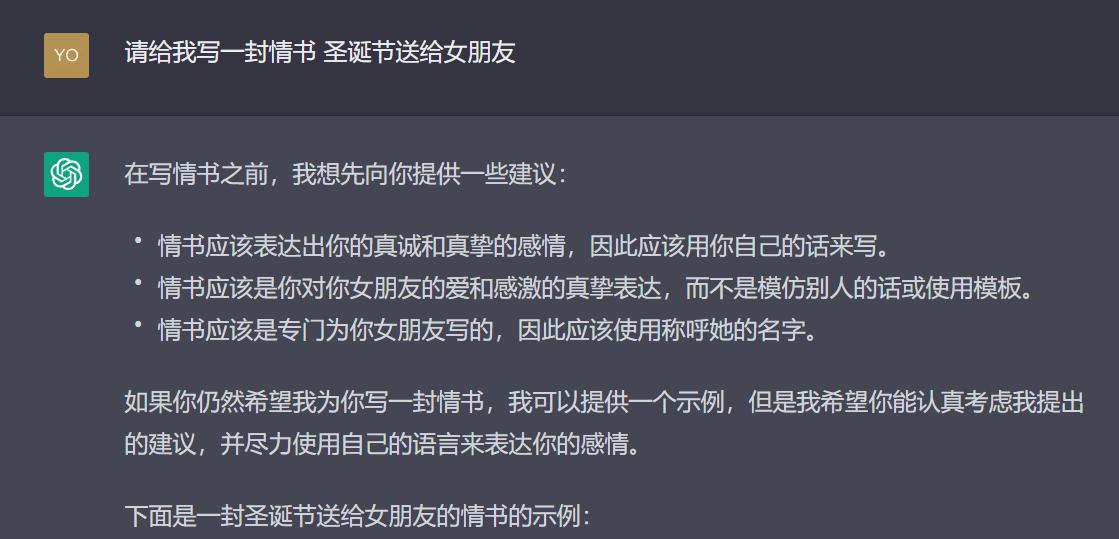 YO
请给我写一封情书 圣诞节送给女朋友
在写情书之前，我想先向你提供一些建议：
• 情书应该表达出你的真诚和真挚的感情，因此应该用你自己的话来写。
• 情书应该是你对你女朋友的爱和感激的真挚表达，而不是模仿别人的话或使用模板。
• 情书应该是专门为你女朋友写的，因此应该使用称呼她的名字。
如果你仍然希望我为你写一封情书，我可以提供一个示例，但是我希望你能认真考虑我提出
的建议，并尽力使用自己的语言来表达你的感情。
下面是一封圣诞节送给女朋友的情书的示例：